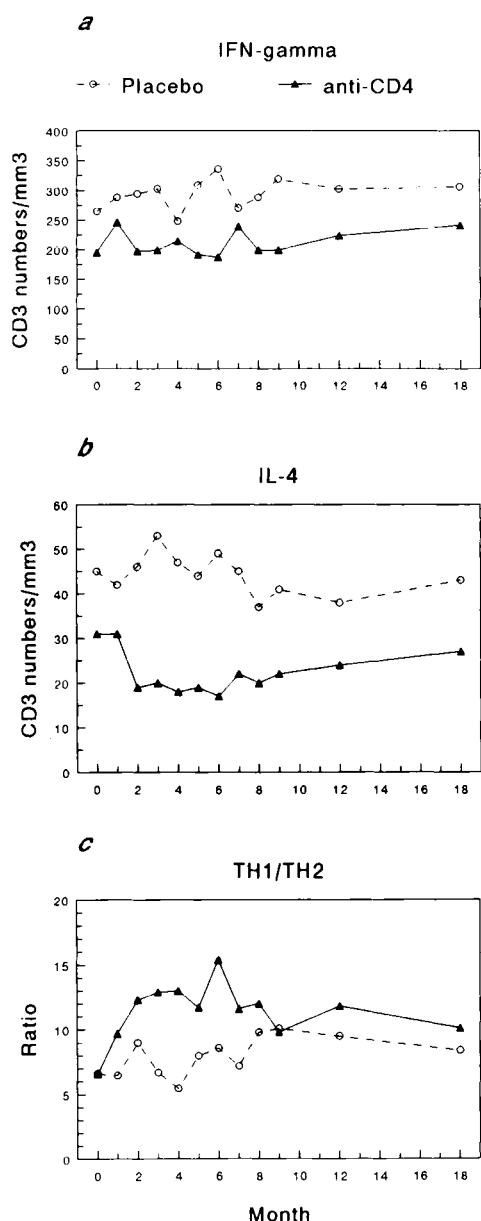 a
IFN-gamma
Placebo anti-CD4
CD3 numbers/mm3
400
350
300
250
200
150
100
50
0
0 2 4 6 8 10 12 14 16 18
b
IL-4
CD3 numbers/mm3
60
50
40
30
20
10
0
0 2 4 6 8 10 12 14 16 18
c
TH1/TH2
Ratio
20
15
10
5
0
0 2 4 6 8 10 12 14 16 18
Month